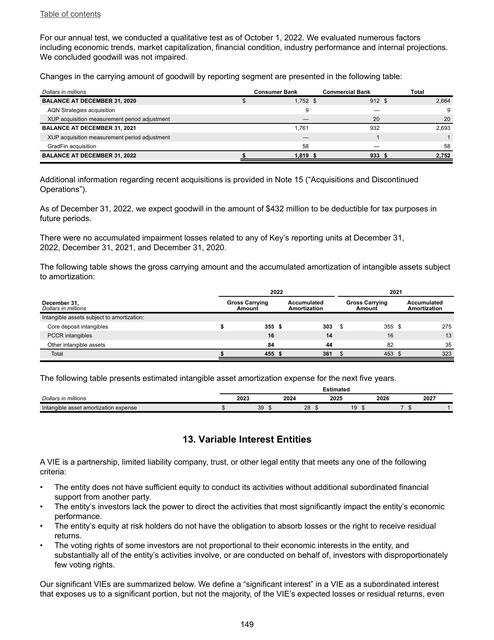 Table of contents
For our annual test, we conducted a qualitative test as of October 1, 2022. We evaluated numerous factors
including economic trends, market capitalization, financial condition, industry performance and internal projections.
We concluded goodwill was not impaired.
Changes in the carrying amount of goodwill by reporting segment are presented in the following table:
Dollars in millions Consumer Bank Commercial Bank Total
BALANCE AT DECEMBER 31, 2020 $ 1,752 $ 912 $ 2,664
AQN Strategies acquisition 9 — 9
XUP acquisition measurement period adjustment — 20 20
BALANCE AT DECEMBER 31, 2021 1,761 932 2,693
XUP acquisition measurement period adjustment — 1 1
GradFin acquisition 58 — 58
BALANCE AT DECEMBER 31, 2022 $ 1,819 $ 933 $ 2,752
Additional information regarding recent acquisitions is provided in Note 15 (“Acquisitions and Discontinued
Operations”).
As of December 31, 2022, we expect goodwill in the amount of $432 million to be deductible for tax purposes in
future periods.
There were no accumulated impairment losses related to any of Key’s reporting units at December 31,
2022, December 31, 2021, and December 31, 2020.
The following table shows the gross carrying amount and the accumulated amortization of intangible assets subject
to amortization:
2022 2021
December 31, Gross Carrying Accumulated Gross Carrying Accumulated
Dollars in millions Amount Amortization Amount Amortization
Intangible assets subject to amortization:
Core deposit intangibles $ 355 $ 303 $ 355 $ 275
PCCR intangibles 16 14 16 13
Other intangible assets 84 44 82 35
Total $ 455 $ 361 $ 453 $ 323
The following table presents estimated intangible asset amortization expense for the next five years.
Estimated
Dollars in millions 2023 2024 2025 2026 2027
Intangible asset amortization expense $ 39 $ 28 $ 19 $ 7 $ 1
13. Variable Interest Entities
A VIE is a partnership, limited liability company, trust, or other legal entity that meets any one of the following
criteria:
• The entity does not have sufficient equity to conduct its activities without additional subordinated financial
support from another party.
• The entity’s investors lack the power to direct the activities that most significantly impact the entity’s economic
performance.
• The entity’s equity at risk holders do not have the obligation to absorb losses or the right to receive residual
returns.
• The voting rights of some investors are not proportional to their economic interests in the entity, and
substantially all of the entity’s activities involve, or are conducted on behalf of, investors with disproportionately
few voting rights.
Our significant VIEs are summarized below. We define a “significant interest” in a VIE as a subordinated interest
that exposes us to a significant portion, but not the majority, of the VIE’s expected losses or residual returns, even
149